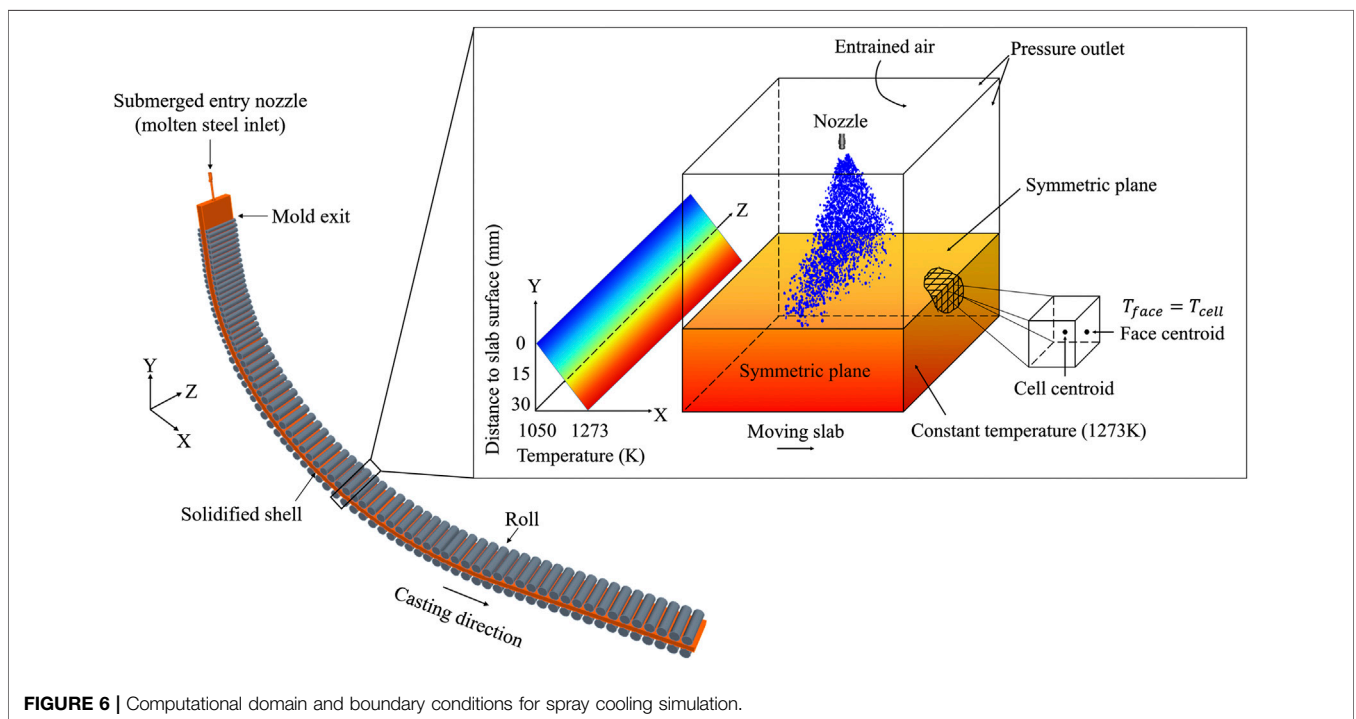 Submerged entry nozzle
(molten steel inlet)
Mold exit
Y
Z
X
Solidified shell
Roll
Casting direction
Entrained air
Pressure outlet
Nozzle
Symmetric plane
Z
Y
Distance to slab surface (mm)
0
15
30
X
1050 1273
Temperature (K)
Symmetric plane
Moving slab
T_face = T_cell
Face centroid
Cell centroid
Constant temperature (1273K)
FIGURE 6 | Computational domain and boundary conditions for spray cooling simulation.